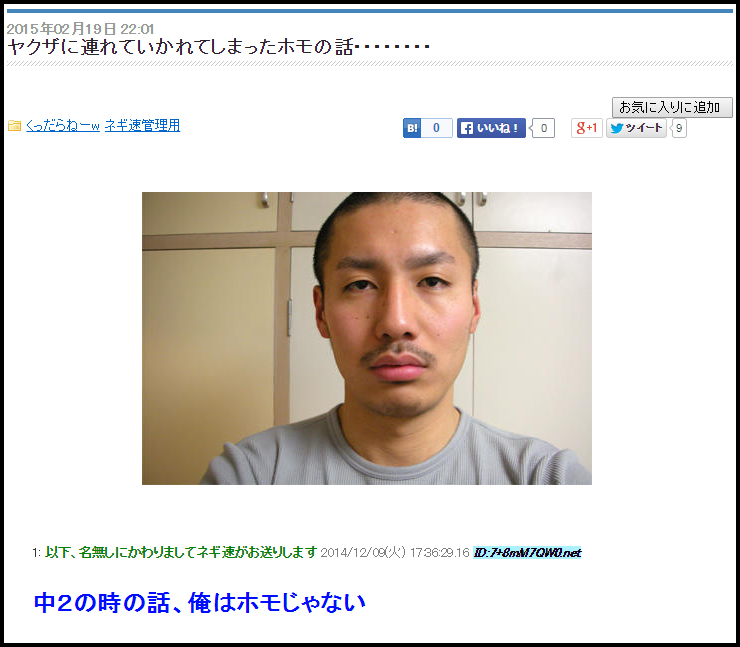 2015年02月19日 22:01
ヤクザに連れていかれてしまったホモの話・・・・・・・・
お気に入りに追加
くっだらねーw ネギ速管理用
B! 0 いいね！ 0 g+1 ツイート 9
1: 以下、名無しにかわりましてネギ速がお送りします 2014/12/09(火) 17:36:29.16 ID:7+8mM7QW0.net
中２の時の話、俺はホモじゃない